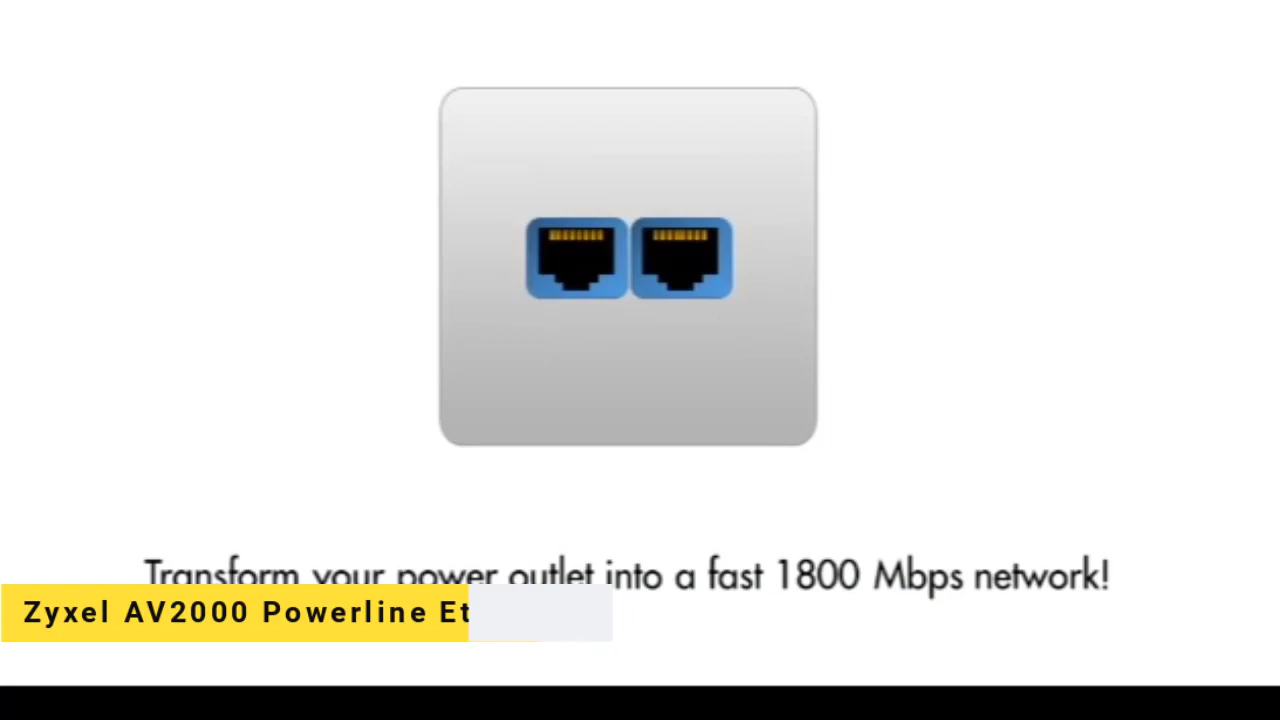 Transform your power outlet into a fast 1800 Mbps network!
Zyxel AV2000 Powerline Et